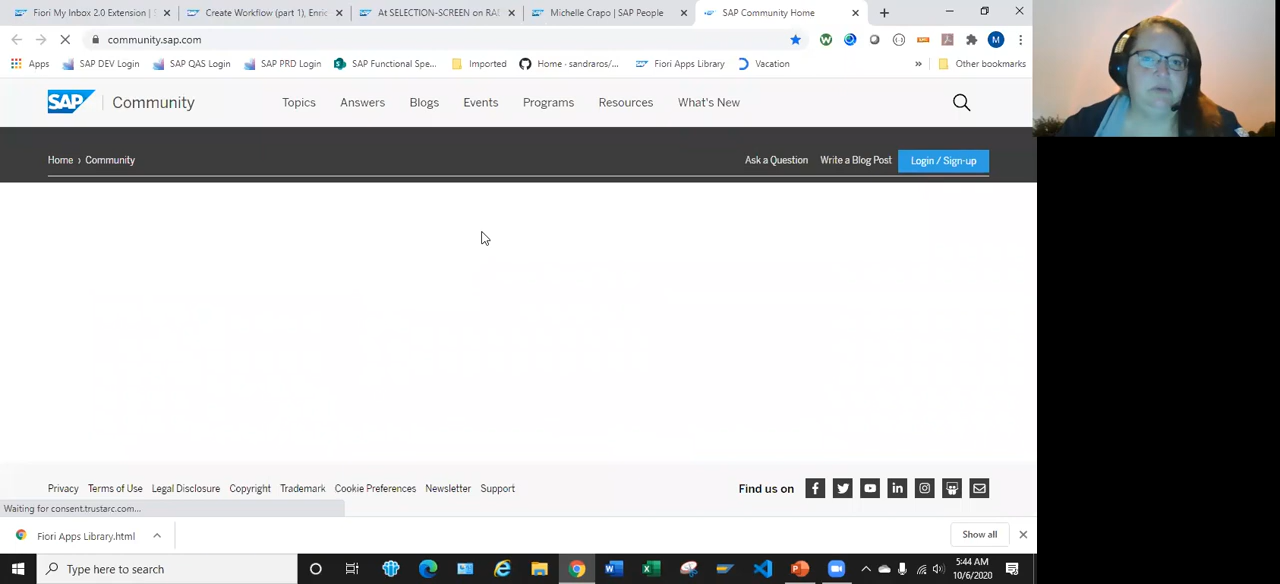 Fiori My Inbox 2.0 Extension | S
Create Workflow (part 1), Enric
At SELECTION-SCREEN on RAD
Michelle Crapo | SAP People
SAP Community Home
community.sap.com
M
Apps
SAP DEV Login
SAP QAS Login
SAP PRD Login
SAP Functional Spe...
Imported
Home - sandraros/...
Fiori Apps Library
Vacation
»
Other bookmarks
SAP Community
Topics
Answers
Blogs
Events
Programs
Resources
What's New
Home › Community
Ask a Question
Write a Blog Post
Login / Sign-up
Privacy
Terms of Use
Legal Disclosure
Copyright
Trademark
Cookie Preferences
Newsletter
Support
Find us on
Waiting for consent.trustarc.com...
Fiori Apps Library.html
Show all
Type here to search
5:44 AM
10/6/2020